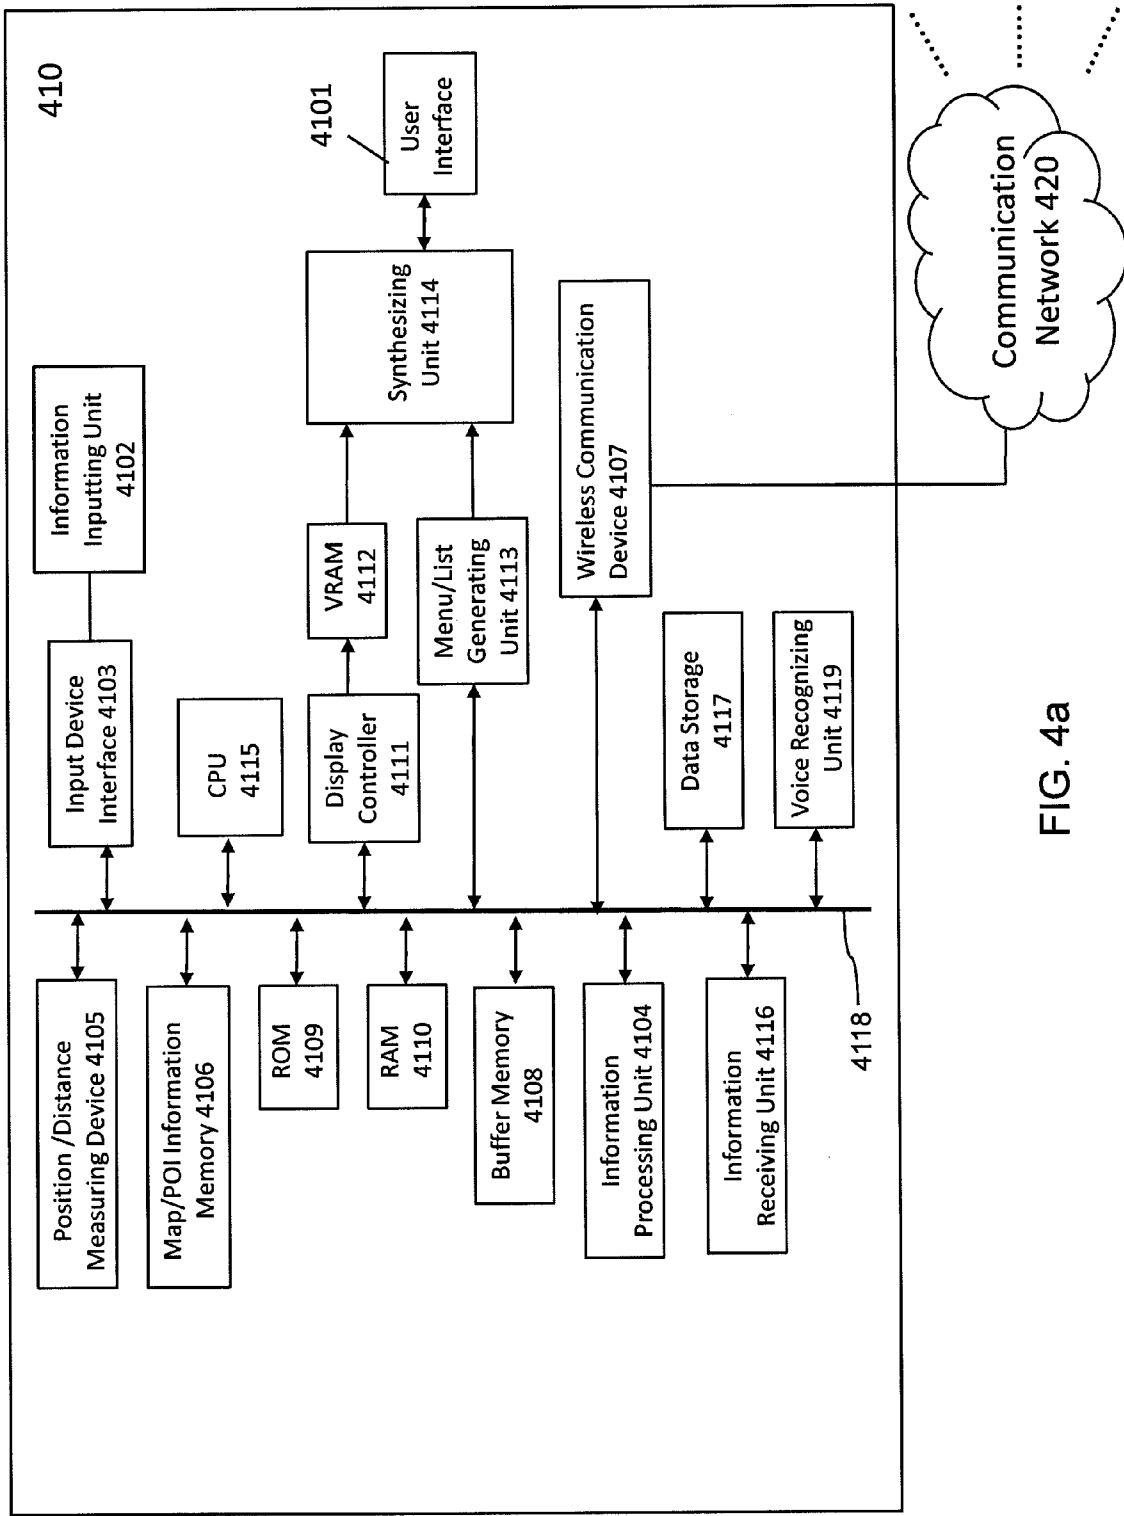 410
Position /Distance
Measuring Device 4105
Map/POI Information
Memory 4106
ROM
4109
RAM
4110
Buffer Memory
4108
Information
Processing Unit 4104
Information
Receiving Unit 4116
4118
Input Device
Interface 4103
Information
Inputting Unit
4102
CPU
4115
Display
Controller
4111
VRAM
4112
Menu/List
Generating
Unit 4113
Synthesizing
Unit 4114
4101
User
Interface
Wireless Communication
Device 4107
Data Storage
4117
Voice Recognizing
Unit 4119
Communication
Network 420
FIG. 4a